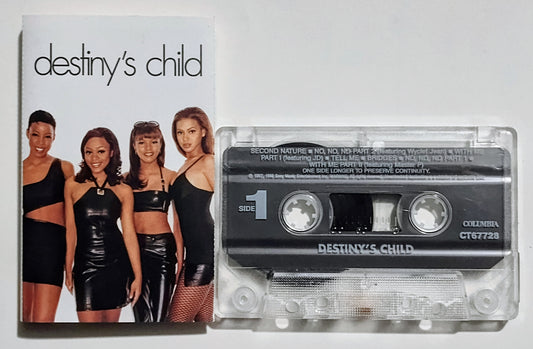 destiny's child
SECOND NATURE ■ NO, NO, NO PART 2 (featuring Wyclef Jean) ■ WITH ME
PART I (featuring JD) ■ TELL ME ■ BRIDGES ■ NO, NO, NO PART 1 ■
WITH ME PART II (featuring Master P)
ONE SIDE LONGER TO PRESERVE CONTINUITY.
SIDE 1
COLUMBIA
CT67728
DESTINY'S CHILD